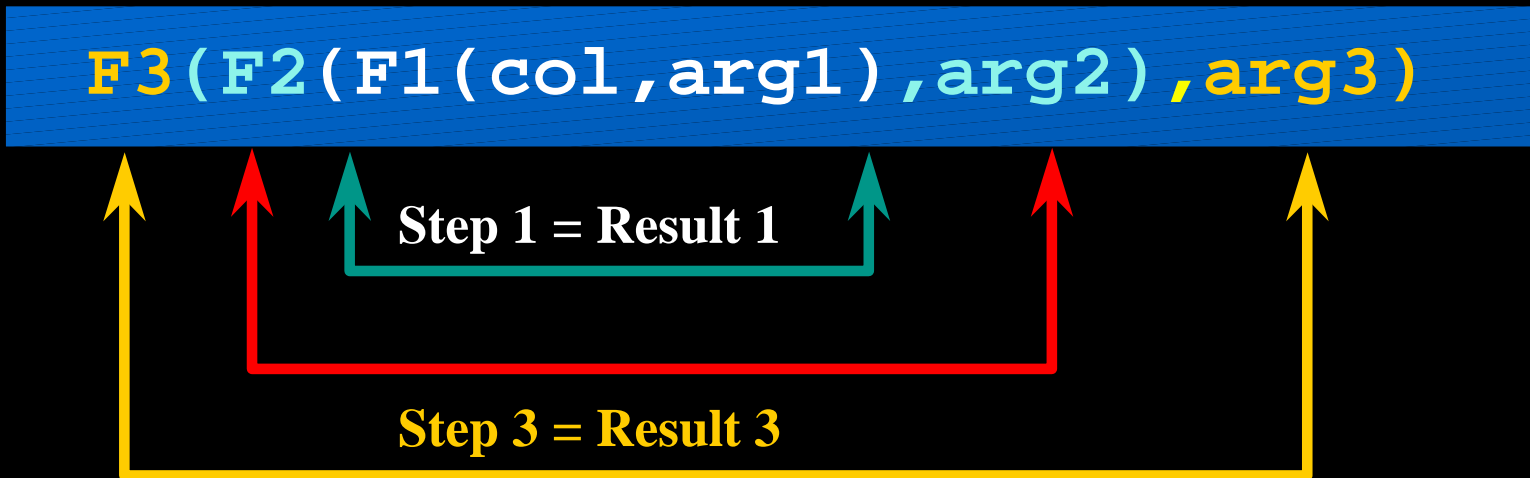 F3(F2(F1(col,arg1),arg2),arg3)
Step 1 = Result 1
Step 3 = Result 3